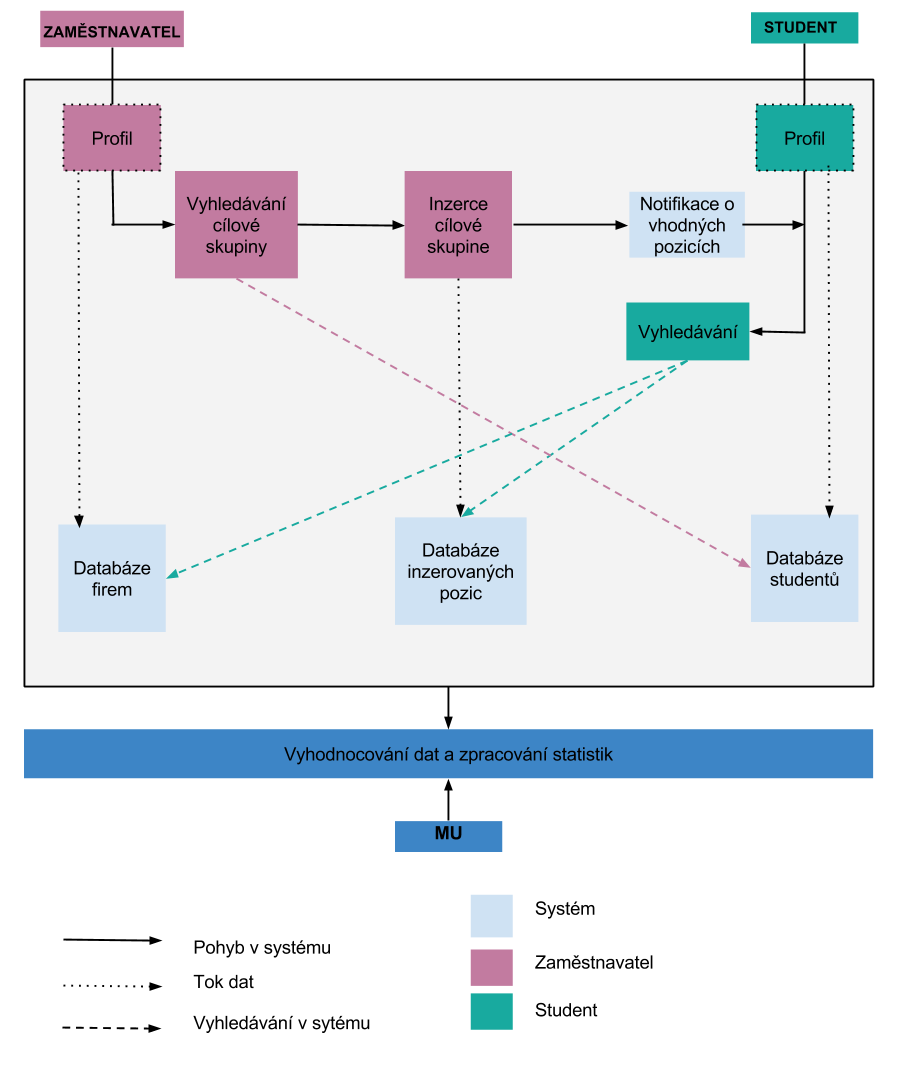 ZAMĚSTNAVATEL
STUDENT
Profil
Profil
Vyhledávání
cílové
skupiny
Inzerce
cílové
skupine
Notifikace o
vhodných
pozicích
Vyhledávání
Databáze
firem
Databáze
inzerovaných
pozic
Databáze
studentů
Vyhodnocování dat a zpracování statistik
MU
Pohyb v systému
Tok dat
Vyhledávání v sytému
Systém
Zaměstnavatel
Student